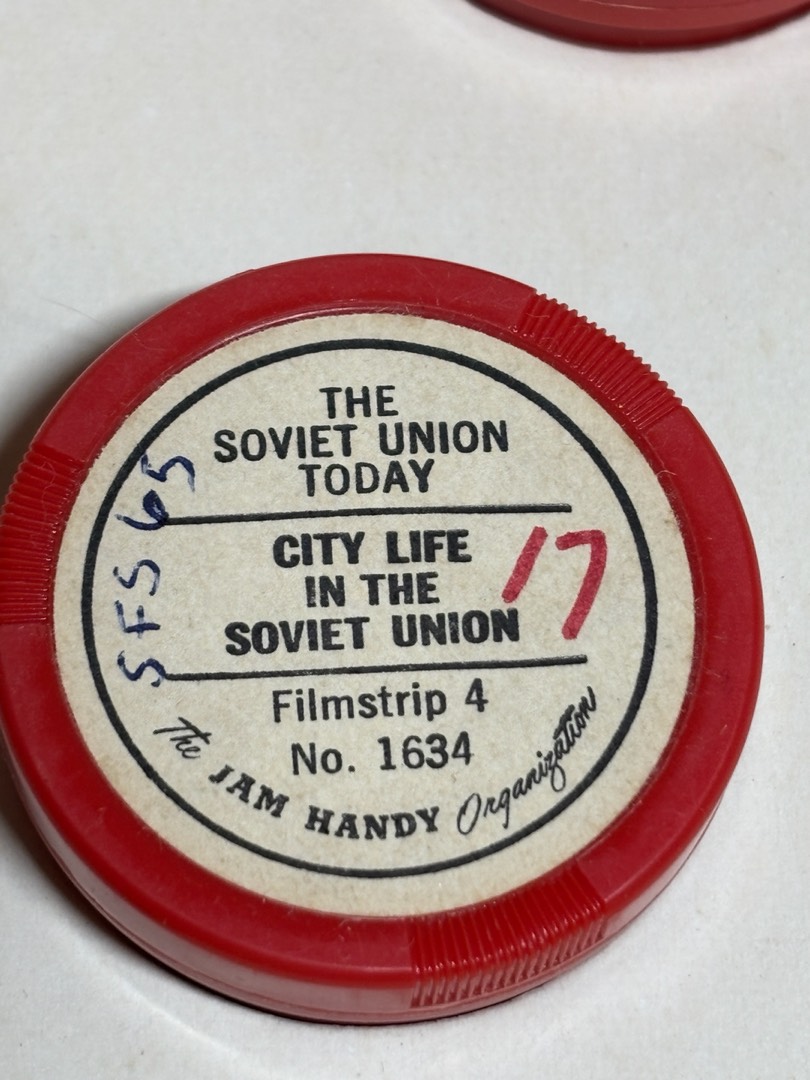 THE
SOVIET UNION
TODAY
CITY LIFE
IN THE
SOVIET UNION
17
SFS 65
Filmstrip 4
No. 1634
The JAM HANDY Organization